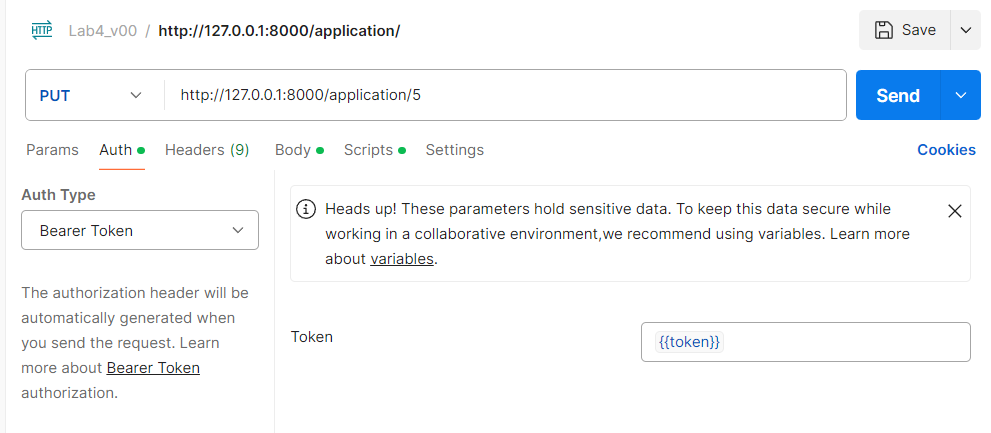 HTTP Lab4_v00 / http://127.0.0.1:8000/application/ Save
PUT http://127.0.0.1:8000/application/5 Send
Params Auth Headers (9) Body Scripts Settings Cookies
Auth Type
Bearer Token
The authorization header will be
automatically generated when
you send the request. Learn
more about Bearer Token
authorization.
Heads up! These parameters hold sensitive data. To keep this data secure while
working in a collaborative environment,we recommend using variables. Learn more
about variables.
Token {{token}}